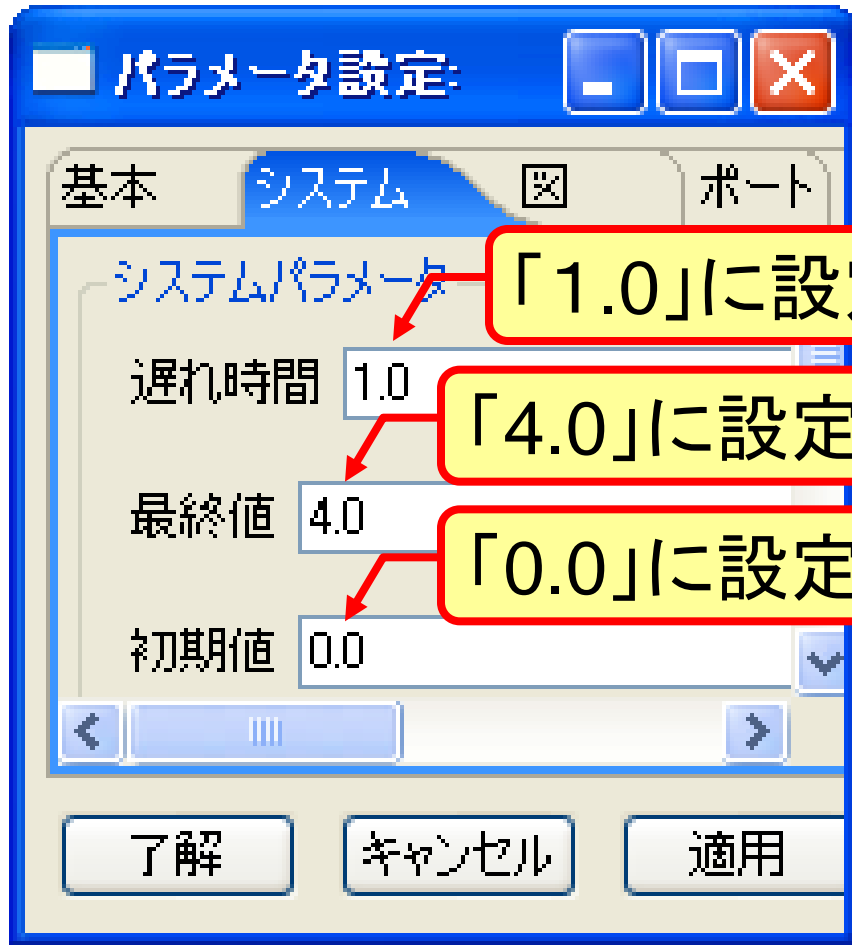 パラメータ設定:
基本 システム 図 ポート
システムパラメータ
「1.0」に設
遅れ時間 1.0
「4.0」に設定
最終値 4.0
「0.0」に設定
初期値 0.0
了解 キャンセル 適用